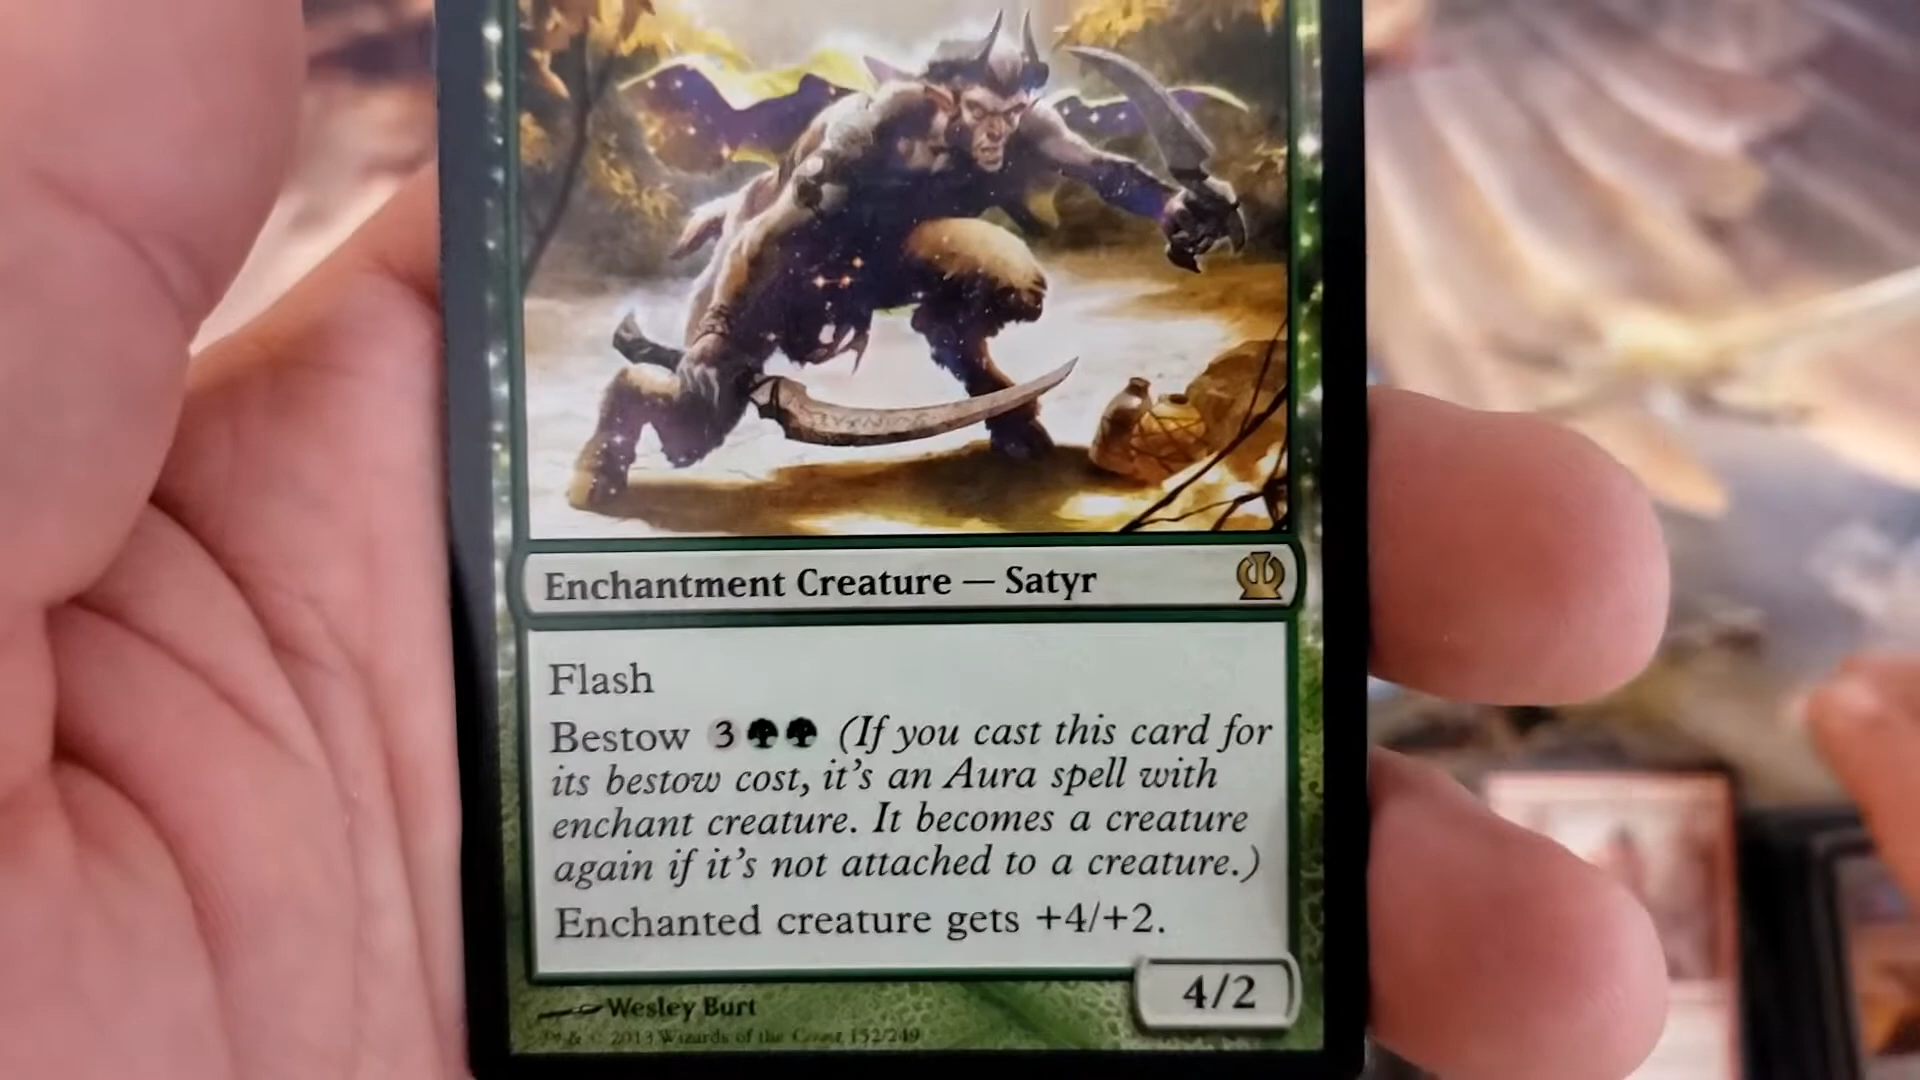 Enchantment Creature — Satyr
Flash
Bestow 3 (If you cast this card for
its bestow cost, it's an Aura spell with
enchant creature. It becomes a creature
again if it's not attached to a creature.)
Enchanted creature gets +4/+2.
4/2
Wesley Burt
™ & © 2013 Wizards of the Coast 152/249